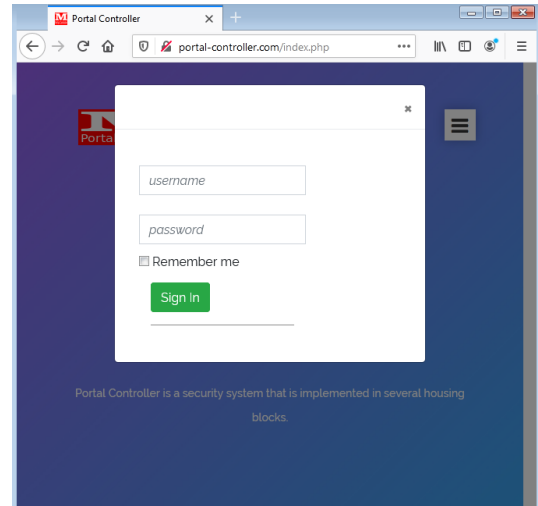 Portal Controller
portal-controller.com/index.php
Porta
username
password
Remember me
Sign In
Portal Controller is a security system that is implemented in several housing
blocks.